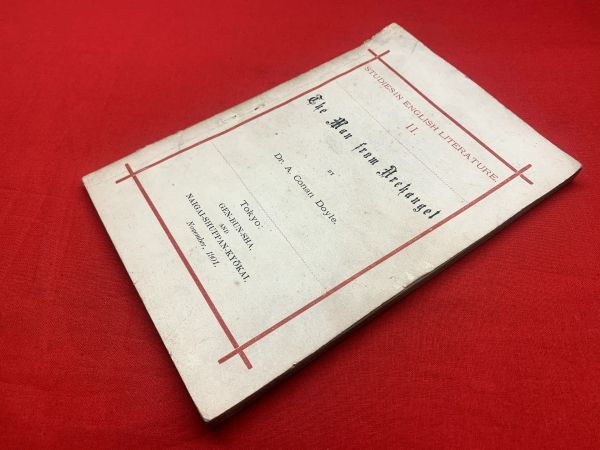 STUDIES IN ENGLISH LITERATURE.
II.
The Man from Archangel
BY
Dr. A. Conan Doyle.
Tokyo:
GEN-BUN-SHA,
AND
NAIGAI-SHUPPAN-KYŌKAI.
November, 1901.